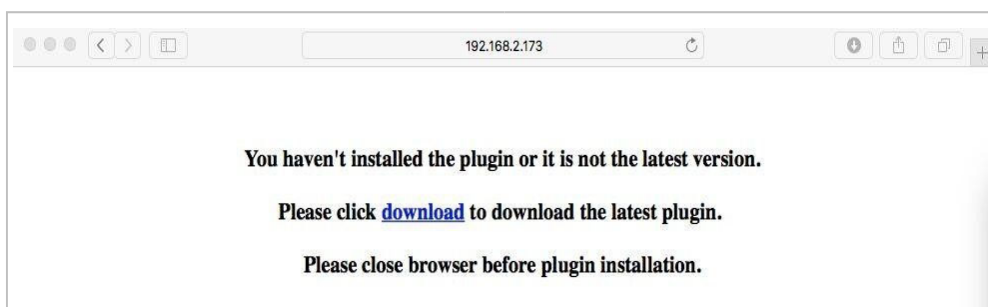 192.168.2.173
You haven't installed the plugin or it is not the latest version.
Please click download to download the latest plugin.
Please close browser before plugin installation.